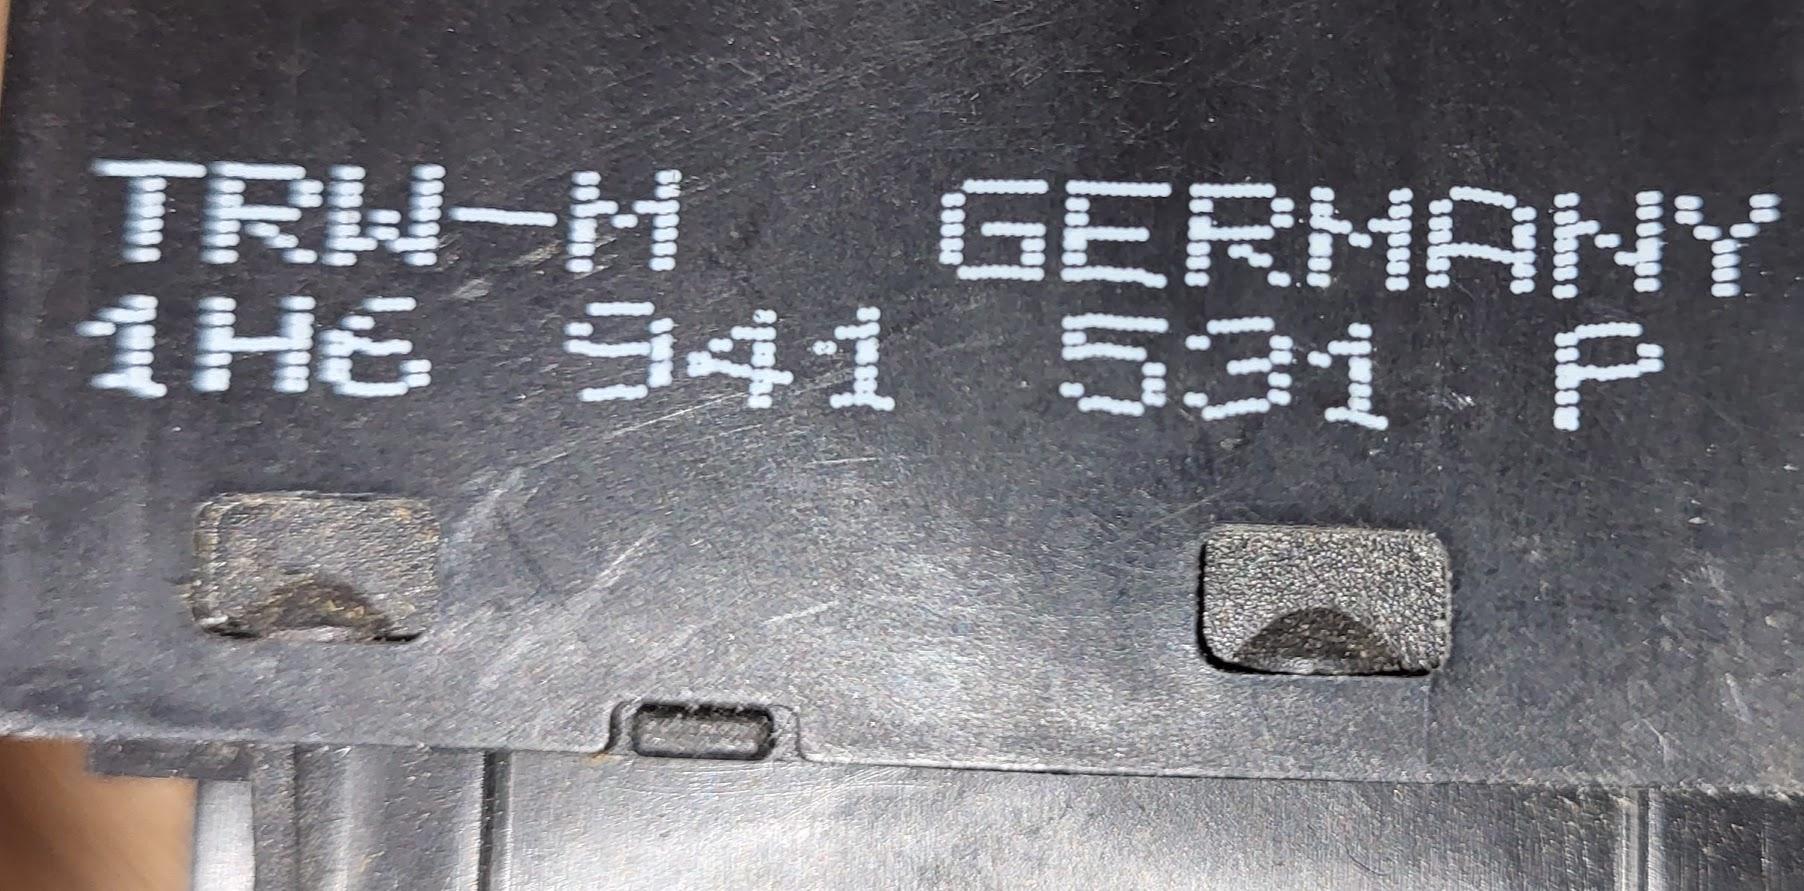 TRW-M GERMANY
1H6 941 531 P